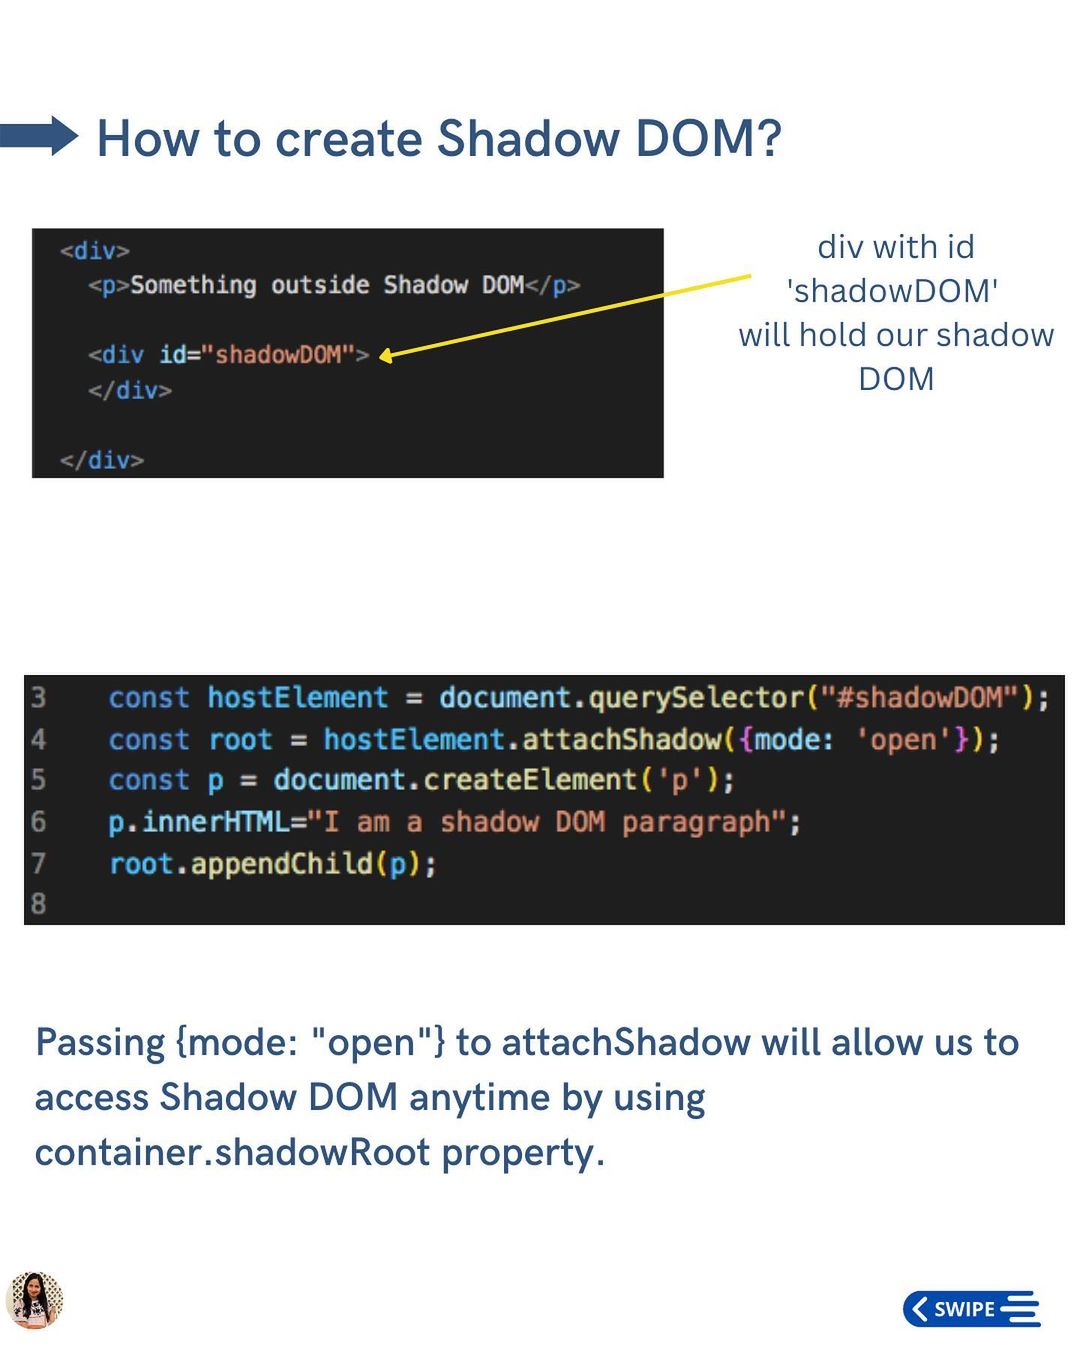 How to create Shadow DOM?
<div>
<p>Something outside Shadow DOM</p>
<div id="shadowDOM">
</div>
</div>
div with id
'shadowDOM'
will hold our shadow
DOM
3 const hostElement = document.querySelector("#shadowDOM");
4 const root = hostElement.attachShadow({mode: 'open'});
5 const p = document.createElement('p');
6 p.innerHTML="I am a shadow DOM paragraph";
7 root.appendChild(p);
8
Passing {mode: "open"} to attachShadow will allow us to
access Shadow DOM anytime by using
container.shadowRoot property.
SWIPE